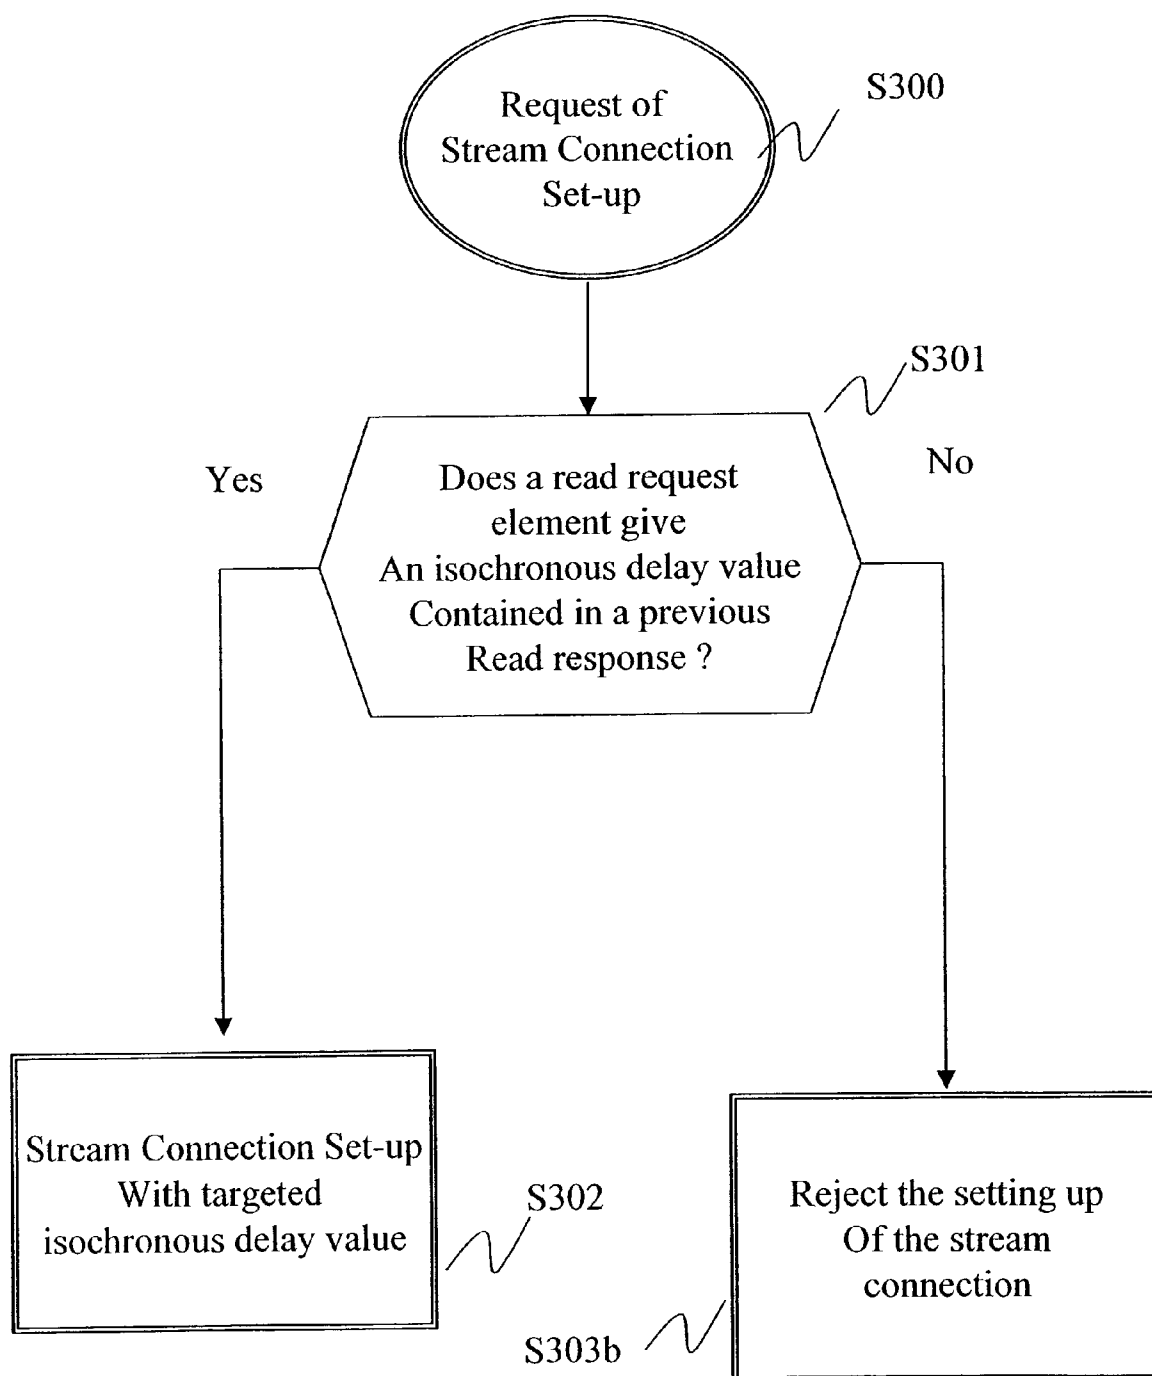 Request of
Stream Connection
Set-up
S300
S301
Yes
No
Does a read request
element give
An isochronous delay value
Contained in a previous
Read response ?
Stream Connection Set-up
With targeted
isochronous delay value
S302
Reject the setting up
Of the stream
connection
S303b